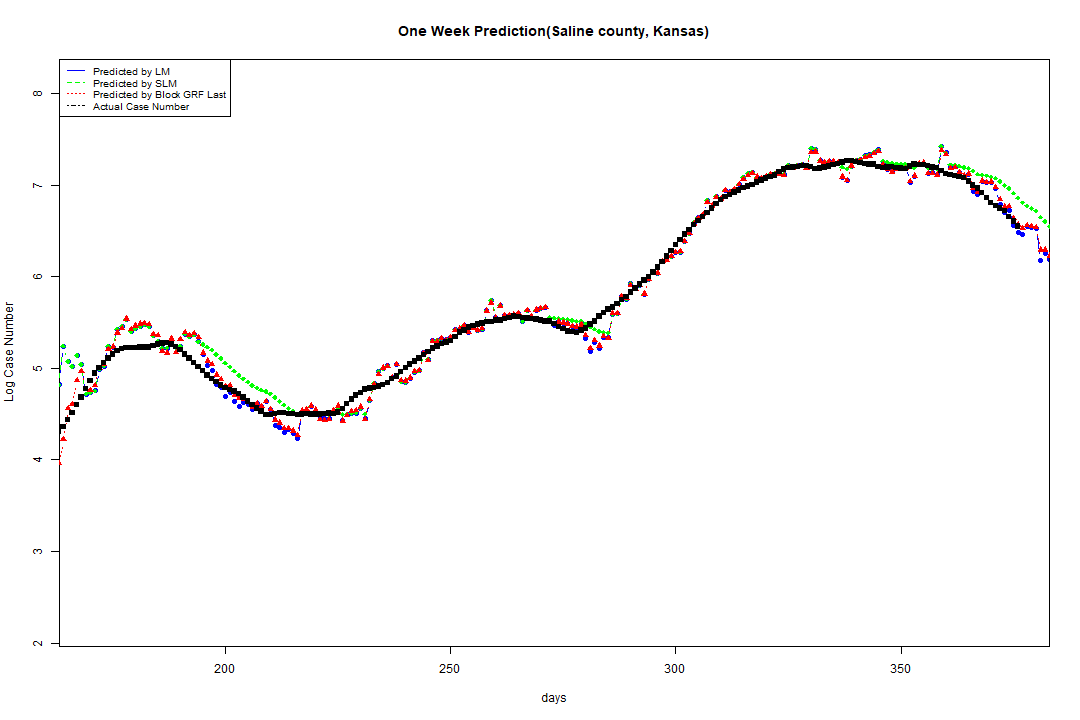 One Week Prediction(Saline county, Kansas)
Predicted by LM
Predicted by SLM
Predicted by Block GRF Last
Actual Case Number
8
7
6
5
4
3
2
Log Case Number
200 250 300 350
days